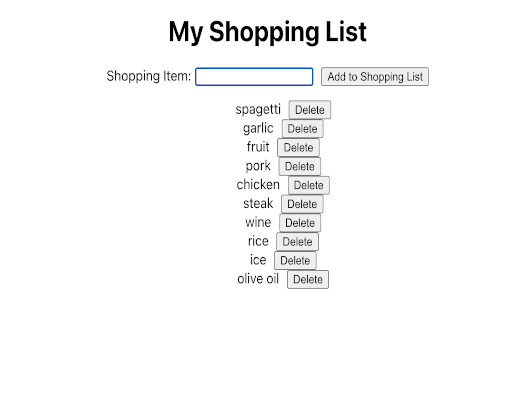 My Shopping List
Shopping Item: Add to Shopping List
spagetti Delete
garlic Delete
fruit Delete
pork Delete
chicken Delete
steak Delete
wine Delete
rice Delete
ice Delete
olive oil Delete